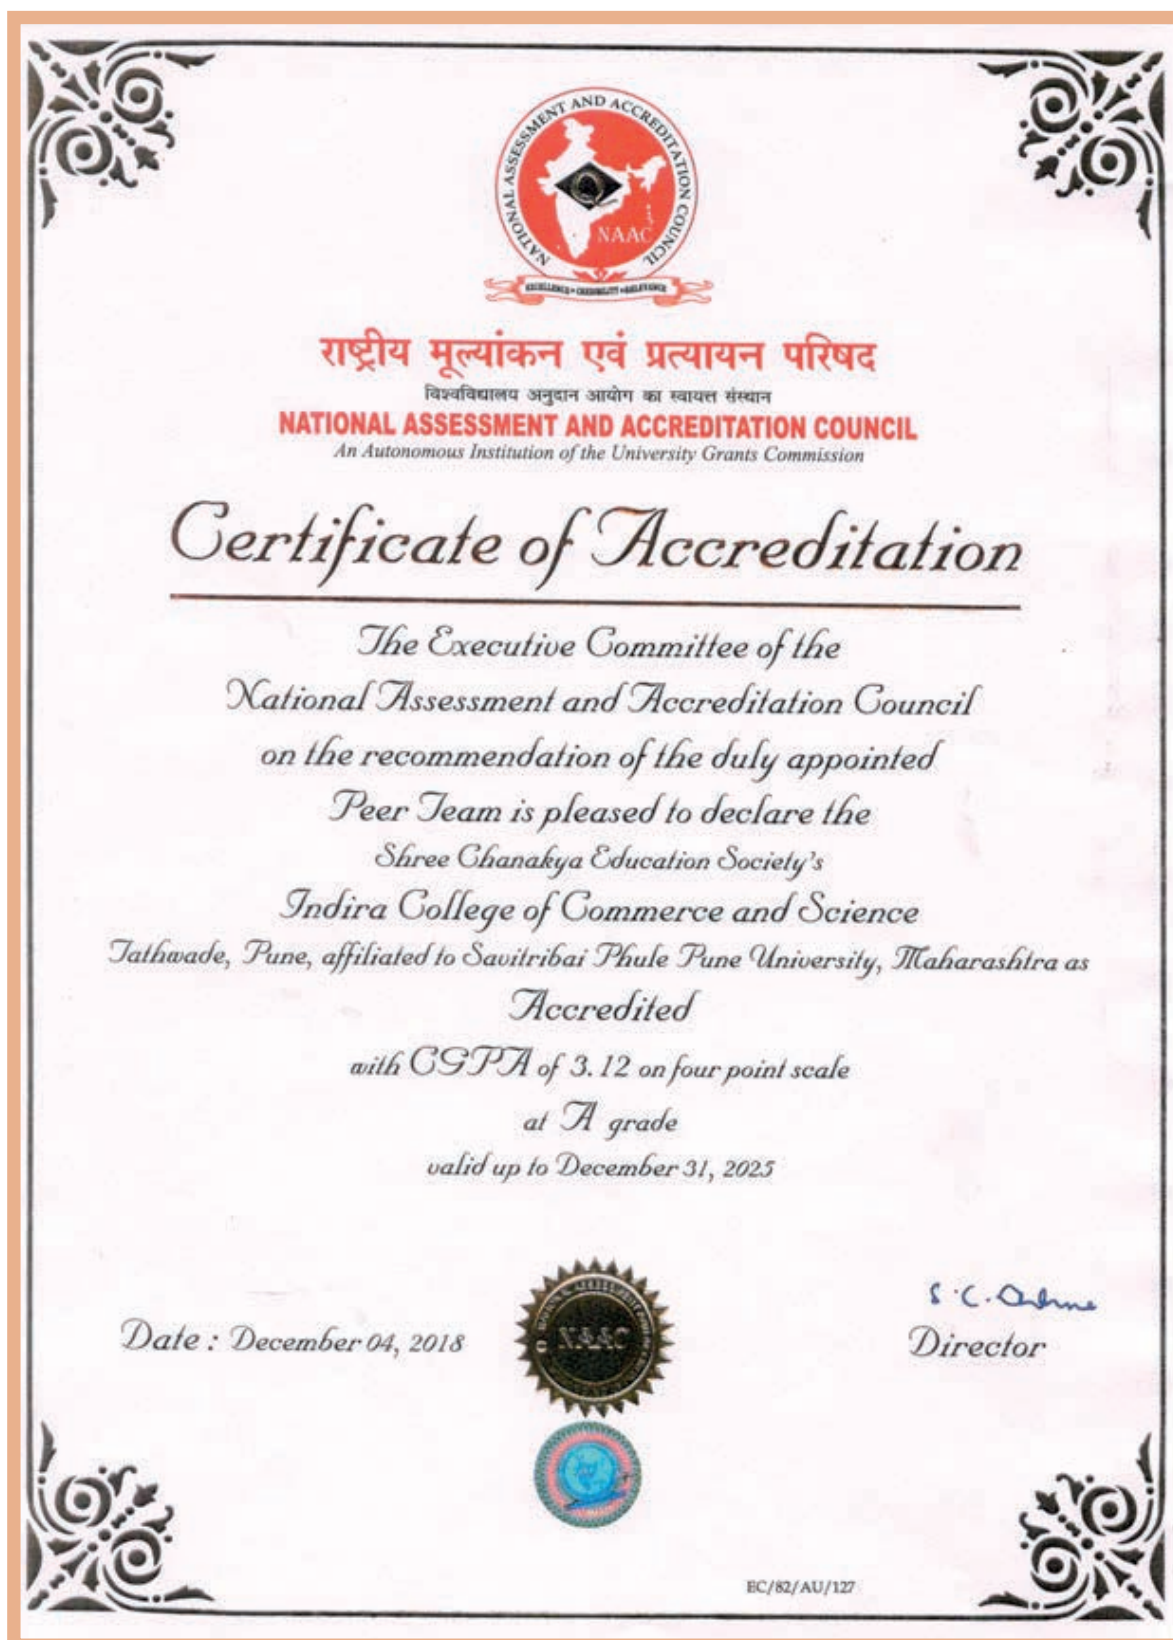 NATIONAL ASSESSMENT AND ACCREDITATION COUNCIL
NAAC
EXCELLENCE • CREDIBILITY • RELEVANCE
राष्ट्रीय मूल्यांकन एवं प्रत्यायन परिषद
विश्वविद्यालय अनुदान आयोग का स्वायत्त संस्थान
NATIONAL ASSESSMENT AND ACCREDITATION COUNCIL
An Autonomous Institution of the University Grants Commission
Certificate of Accreditation
The Executive Committee of the
National Assessment and Accreditation Council
on the recommendation of the duly appointed
Peer Team is pleased to declare the
Shree Chanakya Education Society's
Indira College of Commerce and Science
Tathwade, Pune, affiliated to Savitribai Phule Pune University, Maharashtra as
Accredited
with CGPA of 3.12 on four point scale
at A grade
valid up to December 31, 2025
S. C.
Date : December 04, 2018
NAAC
Director
EC/82/AU/127